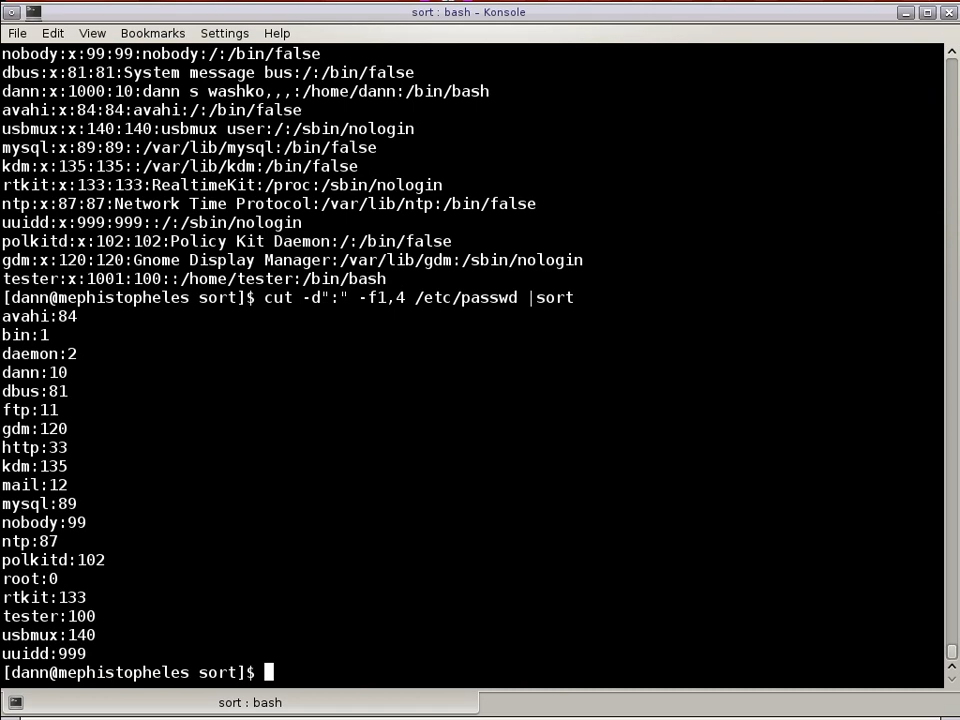 sort : bash – Konsole
File Edit View Bookmarks Settings Help
nobody:x:99:99:nobody:/:/bin/false
dbus:x:81:81:System message bus:/:/bin/false
dann:x:1000:10:dann s washko,,,:/home/dann:/bin/bash
avahi:x:84:84:avahi:/:/bin/false
usbmux:x:140:140:usbmux user:/:/sbin/nologin
mysql:x:89:89::/var/lib/mysql:/bin/false
kdm:x:135:135::/var/lib/kdm:/bin/false
rtkit:x:133:133:RealtimeKit:/proc:/sbin/nologin
ntp:x:87:87:Network Time Protocol:/var/lib/ntp:/bin/false
uuidd:x:999:999::/:/sbin/nologin
polkitd:x:102:102:Policy Kit Daemon:/:/bin/false
gdm:x:120:120:Gnome Display Manager:/var/lib/gdm:/sbin/nologin
tester:x:1001:100::/home/tester:/bin/bash
[dann@mephistopheles sort]$ cut -d":" -f1,4 /etc/passwd |sort
avahi:84
bin:1
daemon:2
dann:10
dbus:81
ftp:11
gdm:120
http:33
kdm:135
mail:12
mysql:89
nobody:99
ntp:87
polkitd:102
root:0
rtkit:133
tester:100
usbmux:140
uuidd:999
[dann@mephistopheles sort]$
sort : bash